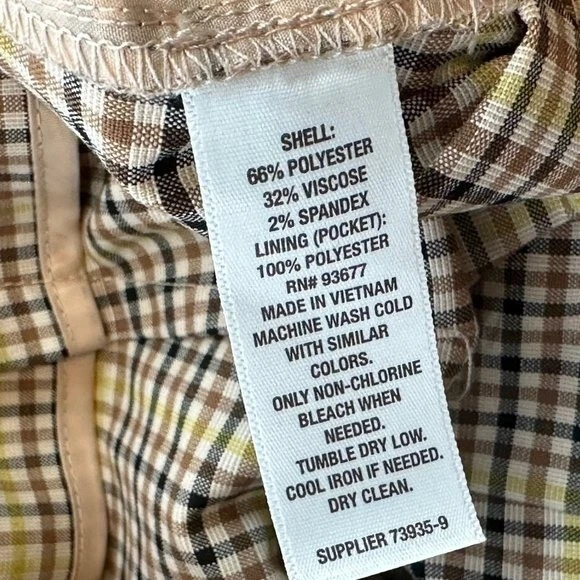 SHELL:
66% POLYESTER
32% VISCOSE
2% SPANDEX
LINING (POCKET):
100% POLYESTER
RN# 93677
MADE IN VIETNAM
MACHINE WASH COLD
WITH SIMILAR
COLORS.
ONLY NON-CHLORINE
BLEACH WHEN
NEEDED.
TUMBLE DRY LOW.
COOL IRON IF NEEDED.
DRY CLEAN.
SUPPLIER 73935-9